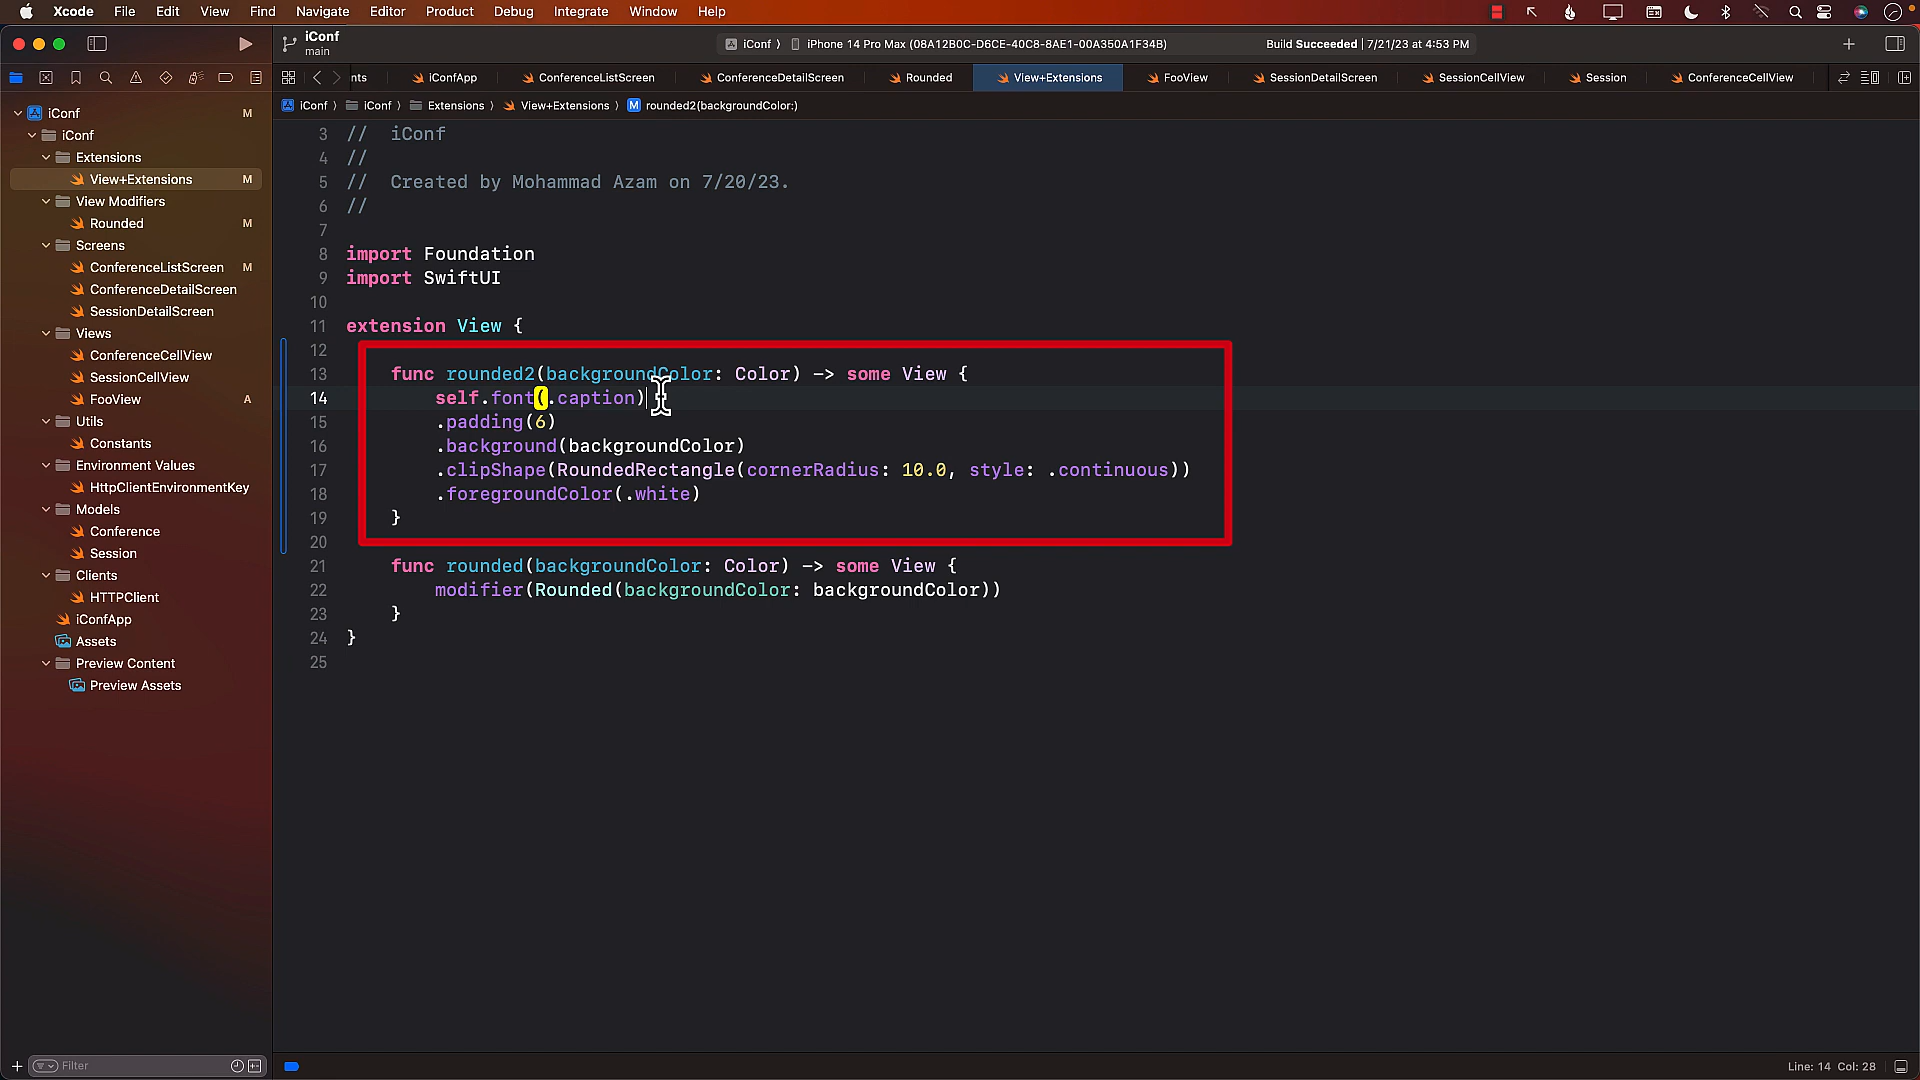 Xcode File Edit View Find Navigate Editor Product Debug Integrate Window Help
iConf
main
iConf 〉 iPhone 14 Pro Max (08A12B0C-D6CE-40C8-8AE1-00A350A1F34B)
Build Succeeded | 7/21/23 at 4:53 PM
nts iConfApp ConferenceListScreen ConferenceDetailScreen Rounded View+Extensions FooView SessionDetailScreen SessionCellView Session ConferenceCellView
iConf 〉 iConf 〉 Extensions 〉 View+Extensions 〉 M rounded2(backgroundColor:)
iConf M
iConf
Extensions
View+Extensions M
View Modifiers
Rounded M
Screens
ConferenceListScreen M
ConferenceDetailScreen
SessionDetailScreen
Views
ConferenceCellView
SessionCellView
FooView A
Utils
Constants
Environment Values
HttpClientEnvironmentKey
Models
Conference
Session
Clients
HTTPClient
iConfApp
Assets
Preview Content
Preview Assets
Filter
3 //  iConf
4 //
5 //  Created by Mohammad Azam on 7/20/23.
6 //
7
8 import Foundation
9 import SwiftUI
10
11 extension View {
12
13 func rounded2(backgroundColor: Color) -> some View {
14 self.font(.caption)
15 .padding(6)
16 .background(backgroundColor)
17 .clipShape(RoundedRectangle(cornerRadius: 10.0, style: .continuous))
18 .foregroundColor(.white)
19 }
20
21 func rounded(backgroundColor: Color) -> some View {
22 modifier(Rounded(backgroundColor: backgroundColor))
23 }
24 }
25
Line: 14 Col: 28